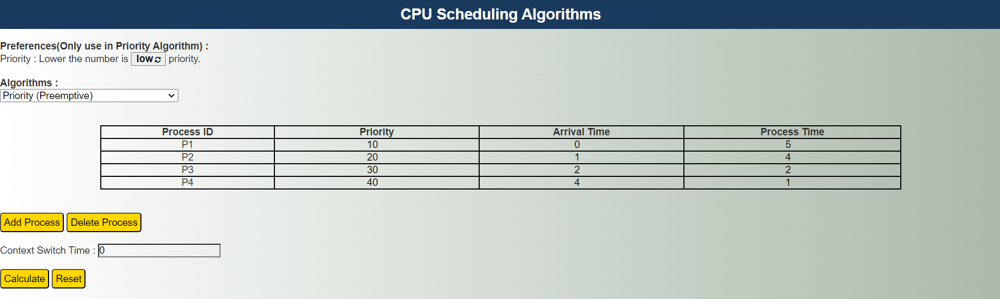 CPU Scheduling Algorithms
Preferences(Only use in Priority Algorithm) :
Priority : Lower the number is low priority.
Algorithms :
Priority (Preemptive)
Process ID Priority Arrival Time Process Time
P1 10 0 5
P2 20 1 4
P3 30 2 2
P4 40 4 1
Add Process Delete Process
Context Switch Time : 0
Calculate Reset